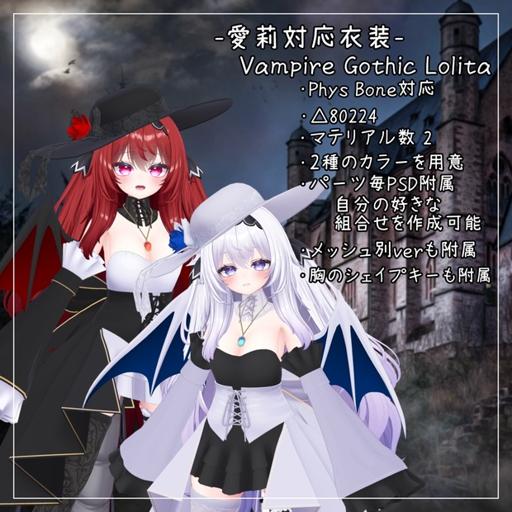 -愛莉対応衣装-
Vampire Gothic Lolita
・Phys Bone対応
・△80224
・マテリアル数 2
・2種のカラーを用意
・パーツ毎PSD附属
自分の好きな
組合せを作成可能
・メッシュ別verも附属
・胸のシェイプキーも附属